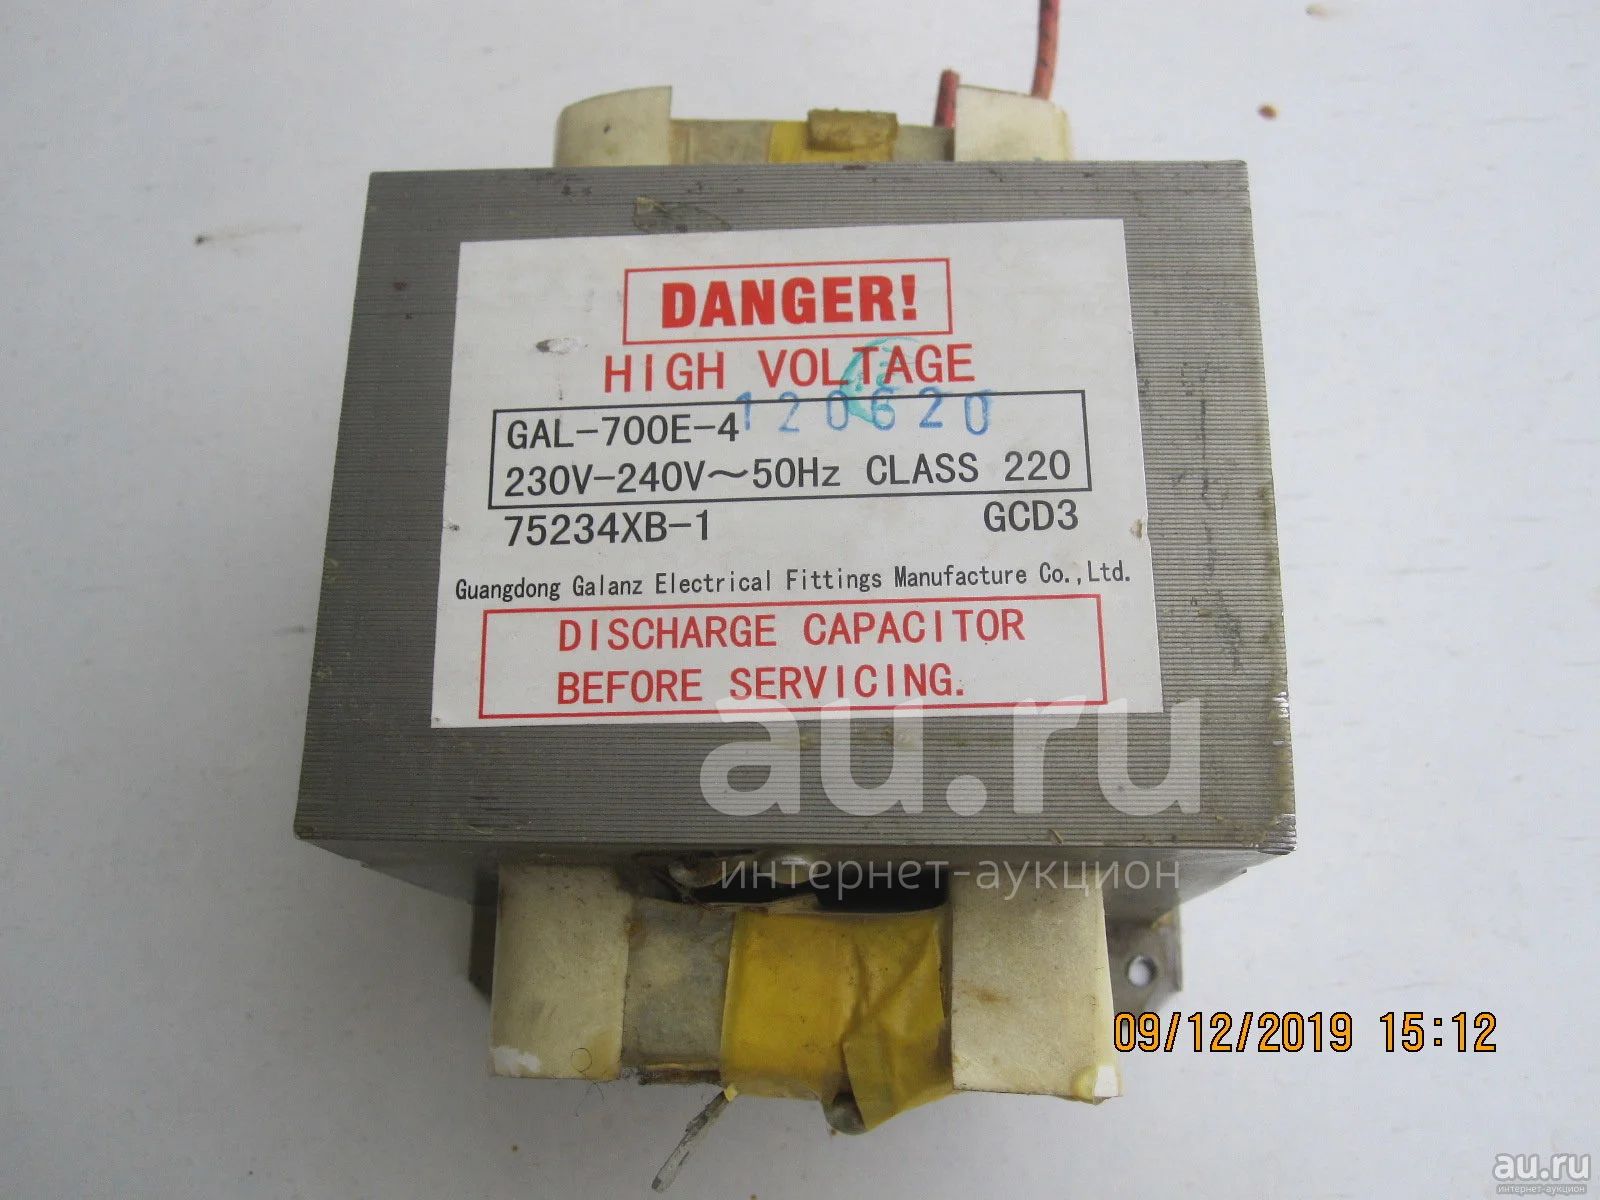 DANGER!
HIGH VOLTAGE
120620
GAL-700E-4
230V-240V~50Hz CLASS 220
75234XB-1 GCD3
Guangdong Galanz Electrical Fittings Manufacture Co.,Ltd.
DISCHARGE CAPACITOR
BEFORE SERVICING.
au.ru
интернет-аукцион
09/12/2019 15:12
au.ru
интернет-аукцион